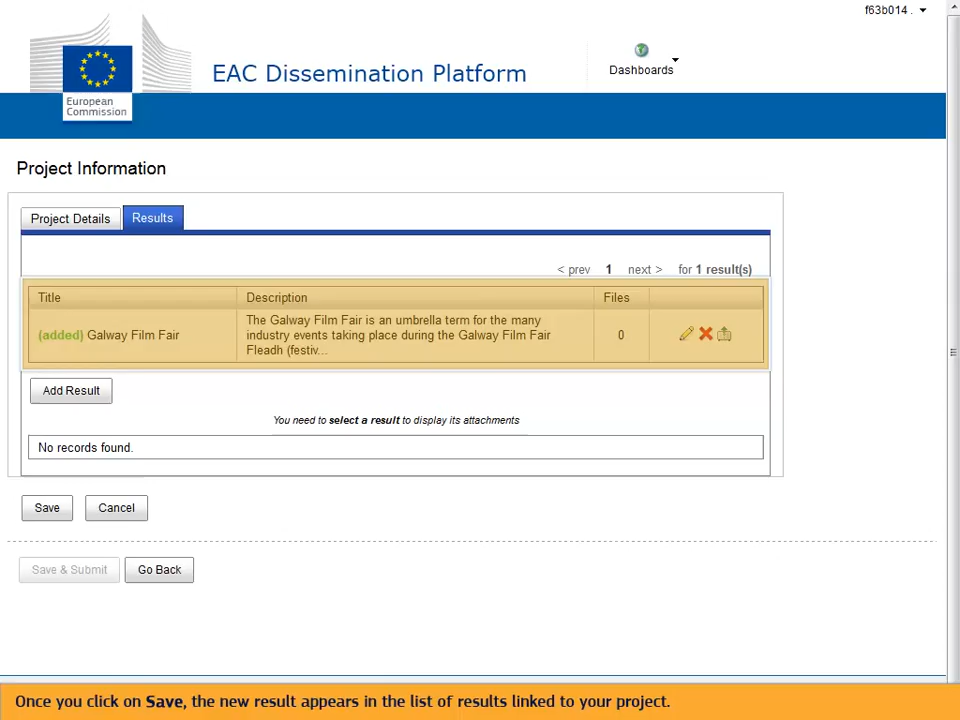 f63b014 .
EAC Dissemination Platform
Dashboards
European
Commission
Project Information
Project Details
Results
< prev 1 next > for 1 result(s)
Title Description Files
(added) Galway Film Fair
The Galway Film Fair is an umbrella term for the many
industry events taking place during the Galway Film Fair
Fleadh (festiv...
0
Add Result
You need to select a result to display its attachments
No records found.
Save Cancel
Save & Submit Go Back
Once you click on Save, the new result appears in the list of results linked to your project.